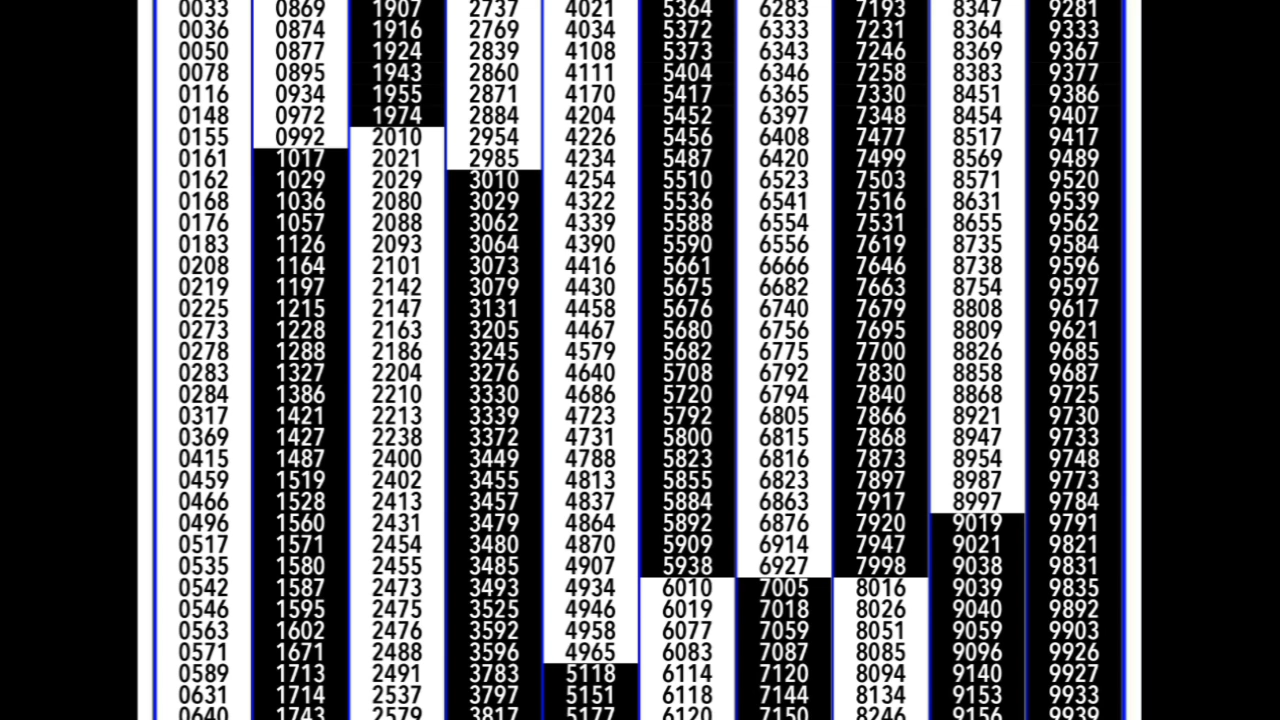 0033 0869 1907 2737 4021 5364 6283 7193 8347 9281
0036 0874 1916 2769 4034 5372 6333 7231 8364 9333
0050 0877 1924 2839 4108 5373 6343 7246 8369 9367
0078 0895 1943 2860 4111 5404 6346 7258 8383 9377
0116 0934 1955 2871 4170 5417 6365 7330 8451 9386
0148 0972 1974 2884 4204 5452 6397 7348 8454 9407
0155 0992 2010 2954 4226 5456 6408 7477 8517 9417
0161 1017 2021 2985 4234 5487 6420 7499 8569 9489
0162 1029 2029 3010 4254 5510 6523 7503 8571 9520
0168 1036 2080 3029 4322 5536 6541 7516 8631 9539
0176 1057 2088 3062 4339 5588 6554 7531 8655 9562
0183 1126 2093 3064 4390 5590 6556 7619 8735 9584
0208 1164 2101 3073 4416 5661 6666 7646 8738 9596
0219 1197 2142 3079 4430 5675 6682 7663 8754 9597
0225 1215 2147 3131 4458 5676 6740 7679 8808 9617
0273 1228 2163 3205 4467 5680 6756 7695 8809 9621
0278 1288 2186 3245 4579 5682 6775 7700 8826 9685
0283 1327 2204 3276 4640 5708 6792 7830 8858 9687
0284 1386 2210 3330 4686 5720 6794 7840 8868 9725
0317 1421 2213 3339 4723 5792 6805 7866 8921 9730
0369 1427 2238 3372 4731 5800 6815 7868 8947 9733
0415 1487 2400 3449 4788 5823 6816 7873 8954 9748
0459 1519 2402 3455 4813 5855 6823 7897 8987 9773
0466 1528 2413 3457 4837 5884 6863 7917 8997 9784
0496 1560 2431 3479 4864 5892 6876 7920 9019 9791
0517 1571 2454 3480 4870 5909 6914 7947 9021 9821
0535 1580 2455 3485 4907 5938 6927 7998 9038 9831
0542 1587 2473 3493 4934 6010 7005 8016 9039 9835
0546 1595 2475 3525 4946 6019 7018 8026 9040 9892
0563 1602 2476 3592 4958 6077 7059 8051 9059 9903
0571 1671 2488 3596 4965 6083 7087 8085 9096 9926
0589 1713 2491 3783 5118 6114 7120 8094 9140 9927
0631 1714 2537 3797 5151 6118 7144 8134 9153 9933
0640 1743 2579 3817 5177 6120 7150 8246 9156 9939